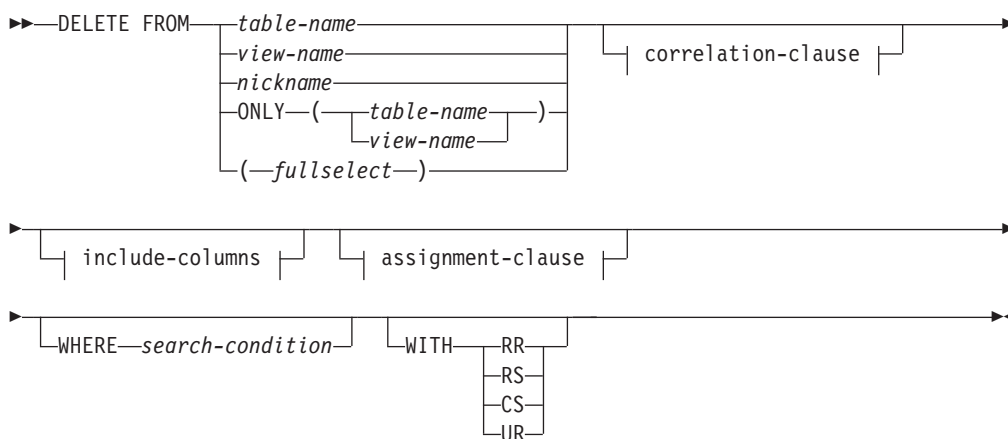 DELETE FROM table-name correlation-clause
view-name
nickname
ONLY ( table-name )
view-name
( fullselect )
include-columns assignment-clause
WHERE search-condition WITH RR
RS
CS
UR